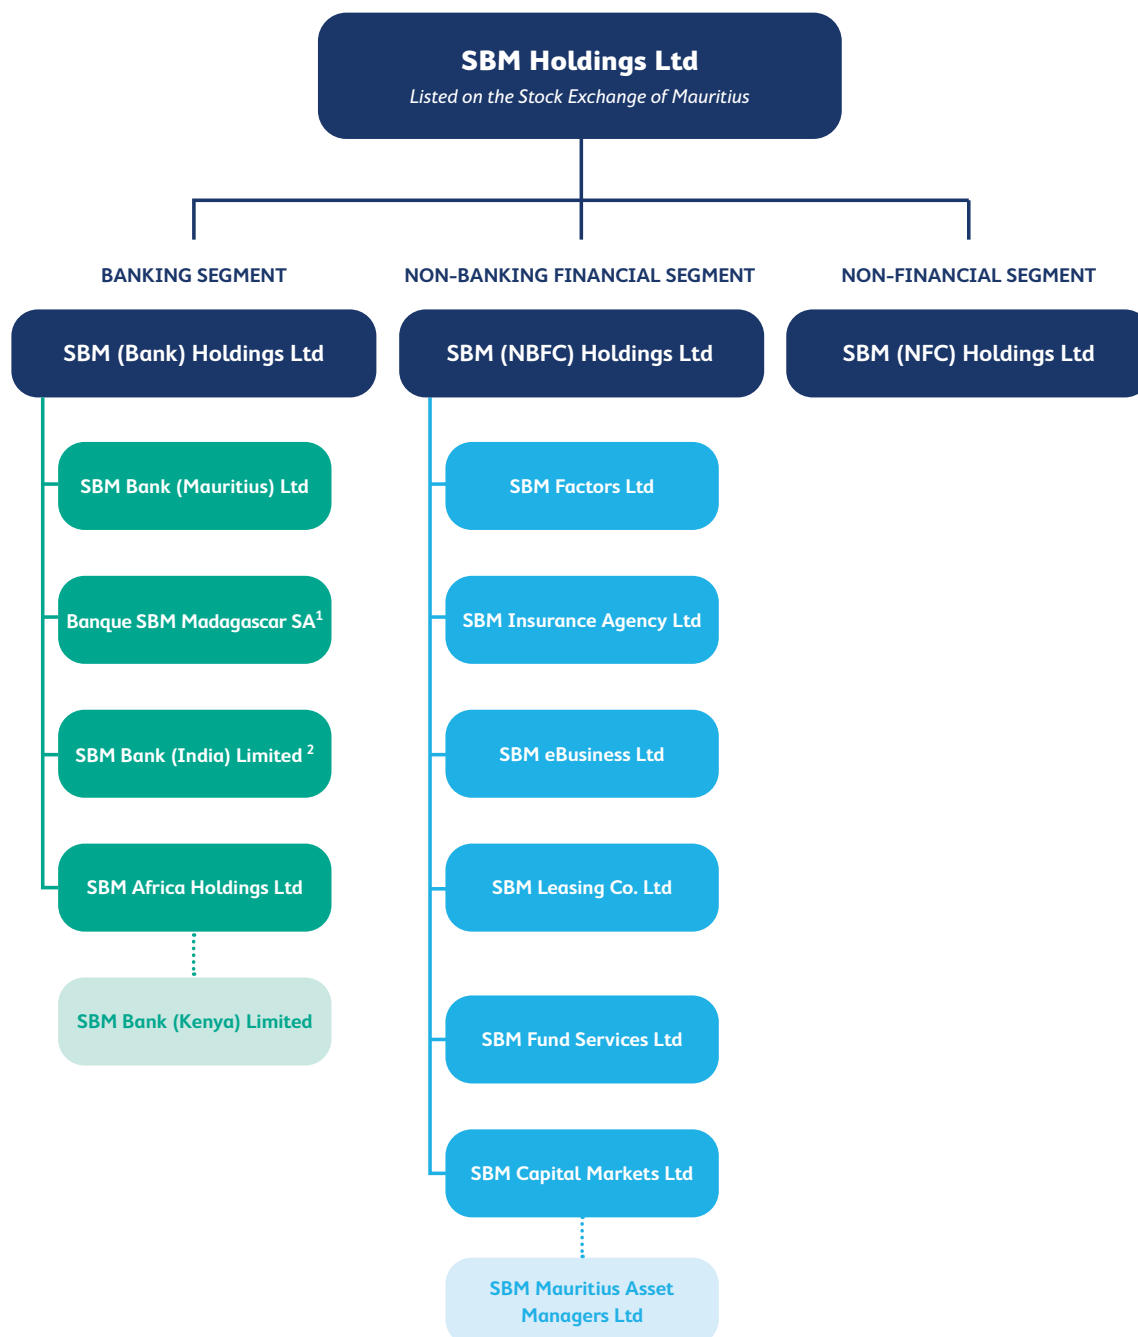 SBM Holdings Ltd
Listed on the Stock Exchange of Mauritius
BANKING SEGMENT
NON-BANKING FINANCIAL SEGMENT
NON-FINANCIAL SEGMENT
SBM (Bank) Holdings Ltd
SBM (NBFC) Holdings Ltd
SBM (NFC) Holdings Ltd
SBM Bank (Mauritius) Ltd
Banque SBM Madagascar SA¹
SBM Bank (India) Limited ²
SBM Africa Holdings Ltd
SBM Bank (Kenya) Limited
SBM Factors Ltd
SBM Insurance Agency Ltd
SBM eBusiness Ltd
SBM Leasing Co. Ltd
SBM Fund Services Ltd
SBM Capital Markets Ltd
SBM Mauritius Asset
Managers Ltd